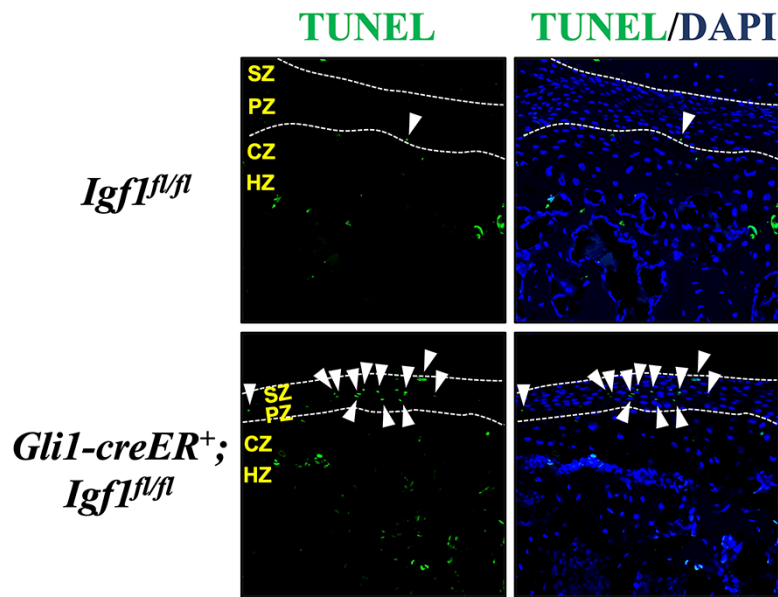 TUNEL TUNEL/DAPI
SZ
PZ
CZ
HZ
Igf1fl/fl
SZ
PZ
CZ
HZ
Gli1-creER+;
Igf1fl/fl